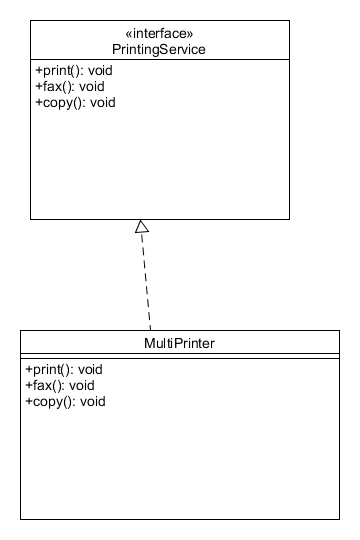 «interface»
PrintingService
+print(): void
+fax(): void
+copy(): void
MultiPrinter
+print(): void
+fax(): void
+copy(): void